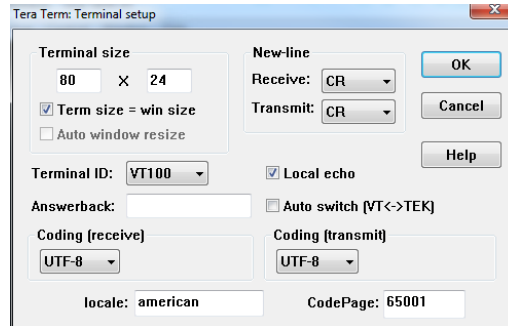 Tera Term: Terminal setup
Terminal size
80 X 24
Term size = win size
Auto window resize
New-line
Receive: CR
Transmit: CR
OK
Cancel
Help
Terminal ID: VT100
Local echo
Answerback:
Auto switch (VT<->TEK)
Coding (receive)
UTF-8
Coding (transmit)
UTF-8
locale: american
CodePage: 65001